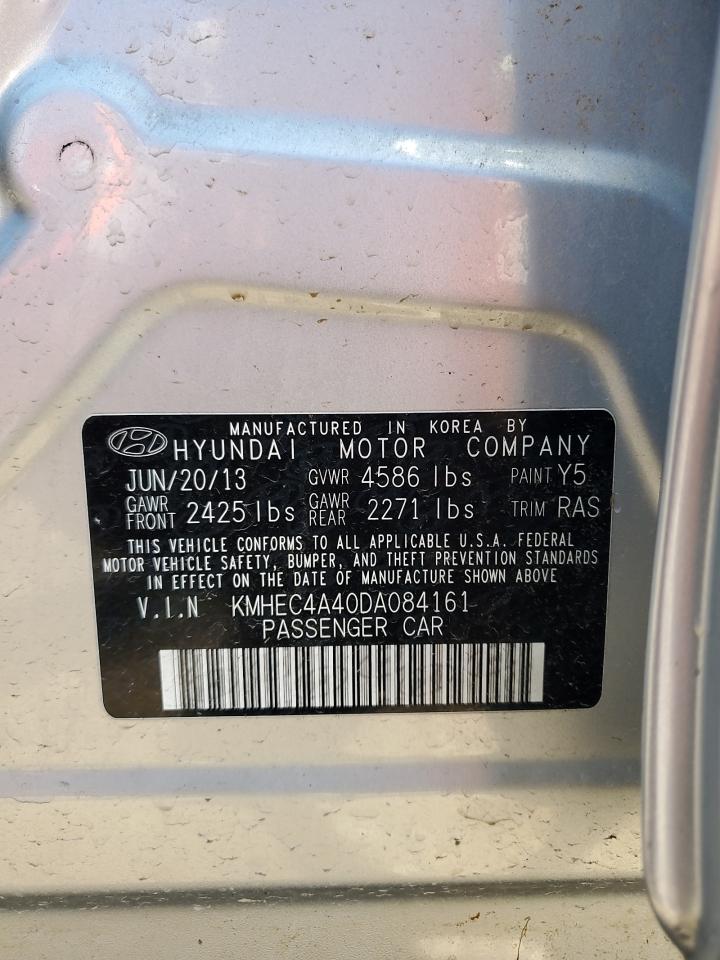 MANUFACTURED IN KOREA BY
HYUNDAI MOTOR COMPANY
JUN/20/13 GVWR 4586 lbs PAINT Y5
GAWR FRONT 2425 lbs GAWR REAR 2271 lbs TRIM RAS
THIS VEHICLE CONFORMS TO ALL APPLICABLE U.S.A. FEDERAL
MOTOR VEHICLE SAFETY, BUMPER, AND THEFT PREVENTION STANDARDS
IN EFFECT ON THE DATE OF MANUFACTURE SHOWN ABOVE
V.I.N KMHEC4A40DA084161
PASSENGER CAR